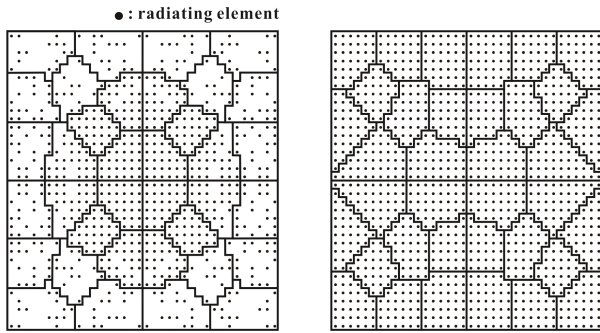 ● : radiating element